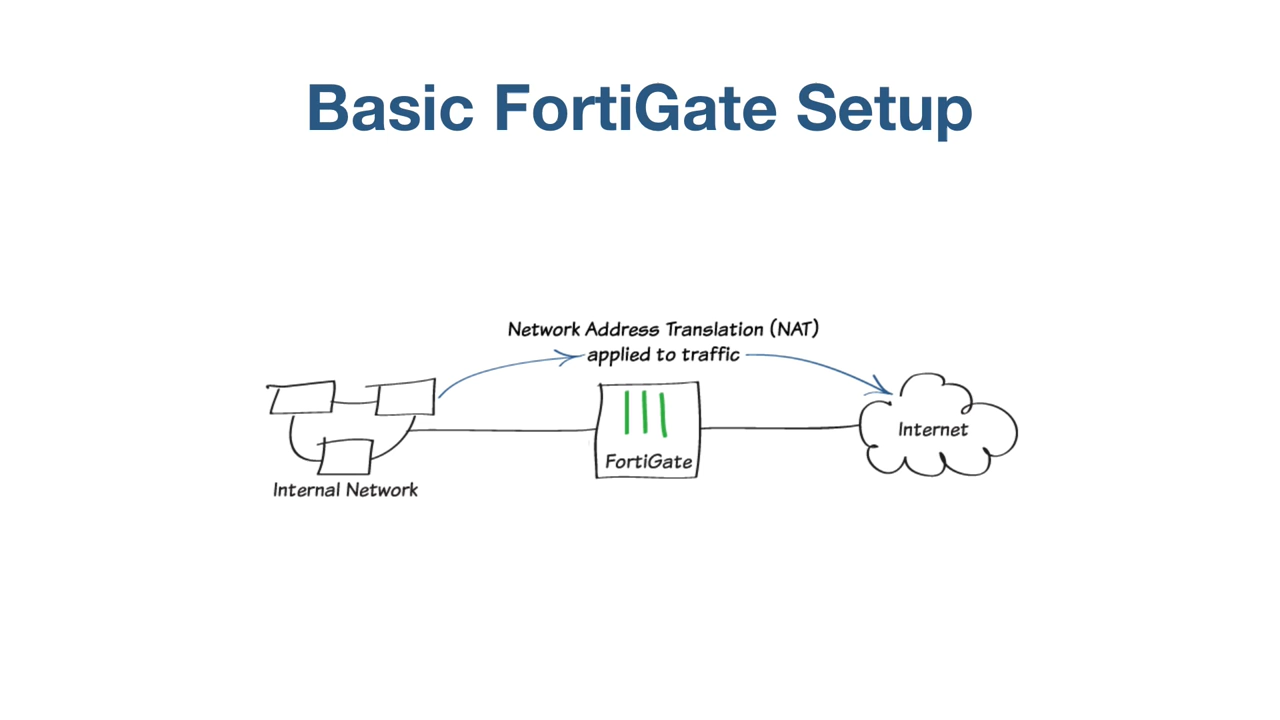 Basic FortiGate Setup
Network Address Translation (NAT)
applied to traffic
Internet
FortiGate
Internal Network